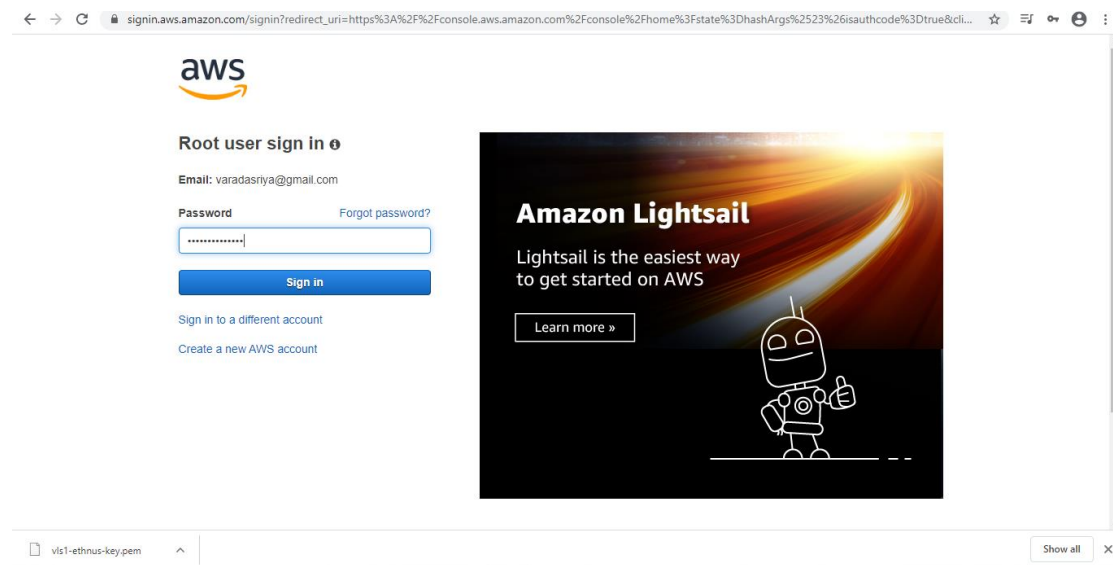 signin.aws.amazon.com/signin?redirect_uri=https%3A%2F%2Fconsole.aws.amazon.com%2Fconsole%2Fhome%3Fstate%3DhashArgs%2523%26isauthcode%3Dtrue&cli...
aws
Root user sign in
Email: varadasriya@gmail.com
Password Forgot password?
••••••••••••••
Sign in
Sign in to a different account
Create a new AWS account
Amazon Lightsail
Lightsail is the easiest way
to get started on AWS
Learn more »
vls1-ethnus-key.pem
Show all